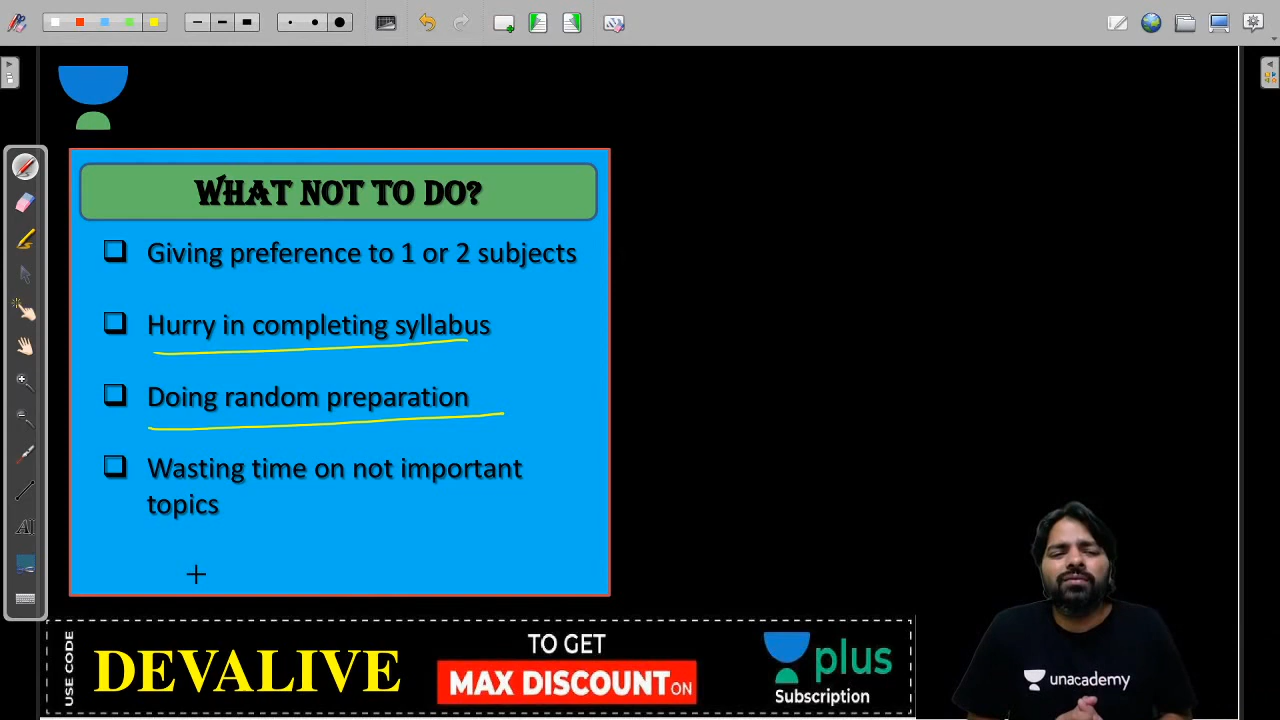 WHAT NOT TO DO?
❑ Giving preference to 1 or 2 subjects
❑ Hurry in completing syllabus
❑ Doing random preparation
❑ Wasting time on not important
topics
AI
USE CODE
DEVALIVE
TO GET
MAX DISCOUNT ON
plus
Subscription
unacademy